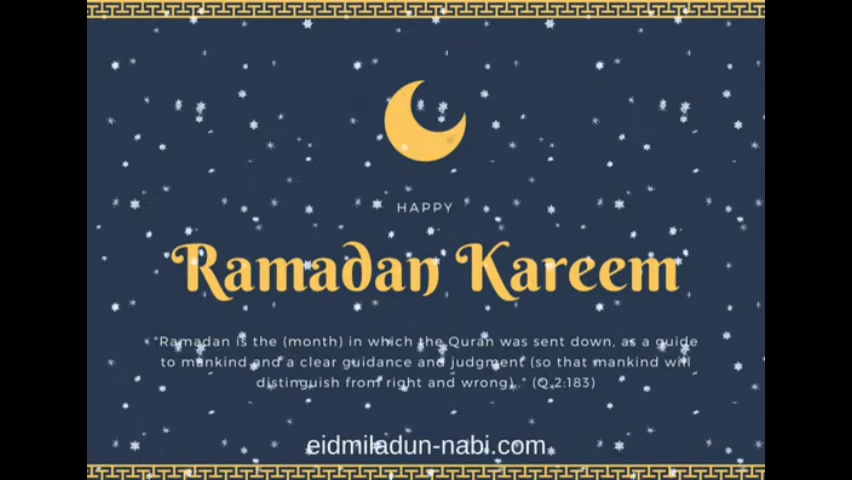 HAPPY
Ramadan Kareem
"Ramadan is the (month) in which the Quran was sent down, as a guide
to mankind and a clear guidance and judgment (so that mankind will
distinguish from right and wrong)." (Q.2:183)
eidmiladun-nabi.com